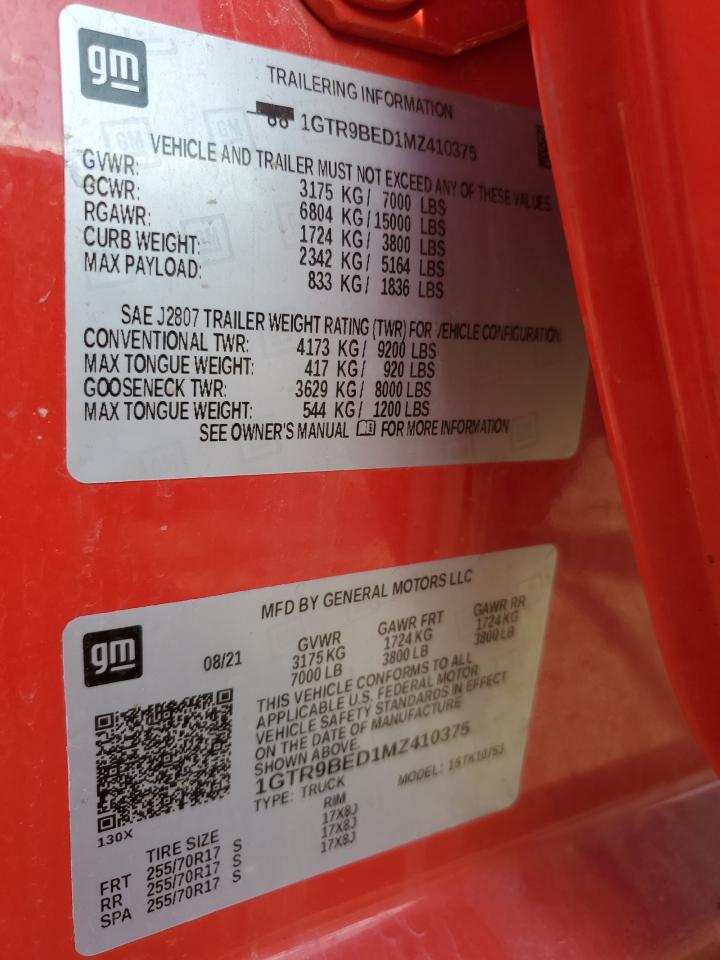 gm
TRAILERING INFORMATION
1GTR9BED1MZ410375
VEHICLE AND TRAILER MUST NOT EXCEED ANY OF THESE VALUES
GVWR: 3175 KG/ 7000 LBS
GCWR: 6804 KG/ 15000 LBS
RGAWR: 1724 KG/ 3800 LBS
CURB WEIGHT: 2342 KG/ 5164 LBS
MAX PAYLOAD: 833 KG/ 1836 LBS
SAE J2807 TRAILER WEIGHT RATING (TWR) FOR VEHICLE CONFIGURATION
CONVENTIONAL TWR: 4173 KG/ 9200 LBS
MAX TONGUE WEIGHT: 417 KG/ 920 LBS
GOOSENECK TWR: 3629 KG/ 8000 LBS
MAX TONGUE WEIGHT: 544 KG/ 1200 LBS
SEE OWNER'S MANUAL FOR MORE INFORMATION
gm
MFD BY GENERAL MOTORS LLC
08/21
GVWR GAWR FRT GAWR RR
3175 KG 1724 KG 1724 KG
7000 LB 3800 LB 3800 LB
THIS VEHICLE CONFORMS TO ALL
APPLICABLE U.S. FEDERAL MOTOR
VEHICLE SAFETY STANDARDS IN EFFECT
ON THE DATE OF MANUFACTURE
SHOWN ABOVE.
1GTR9BED1MZ410375
TYPE: TRUCK MODEL: 15TK10753
130X
TIRE SIZE RIM
FRT 255/70R17 S 17X8J
RR 255/70R17 S 17X8J
SPA 255/70R17 S 17X8J